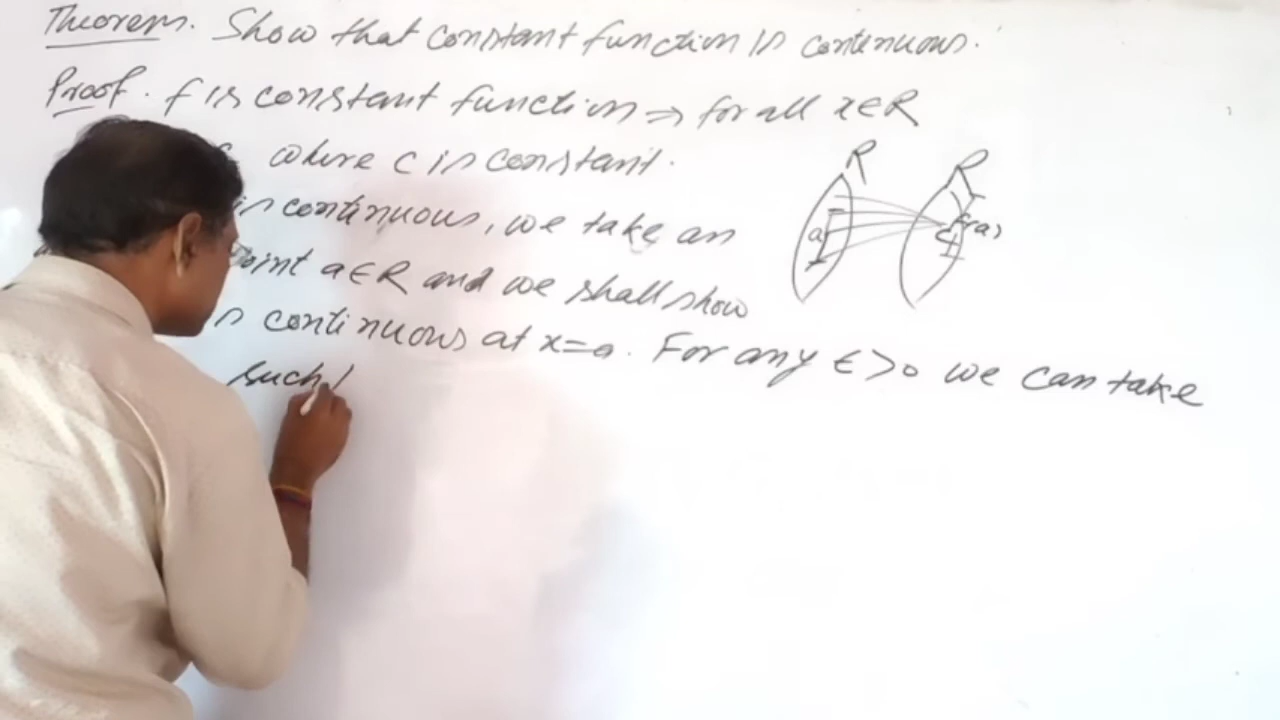 Theorem. Show that constant function is continuous.
Proof. f is constant function ⇒ for all x∈R
where c is constant.
is continuous, we take an
point a∈R and we shall show
is continuous at x=a. For any ϵ>0 we can take
such
R R
a c f(a)